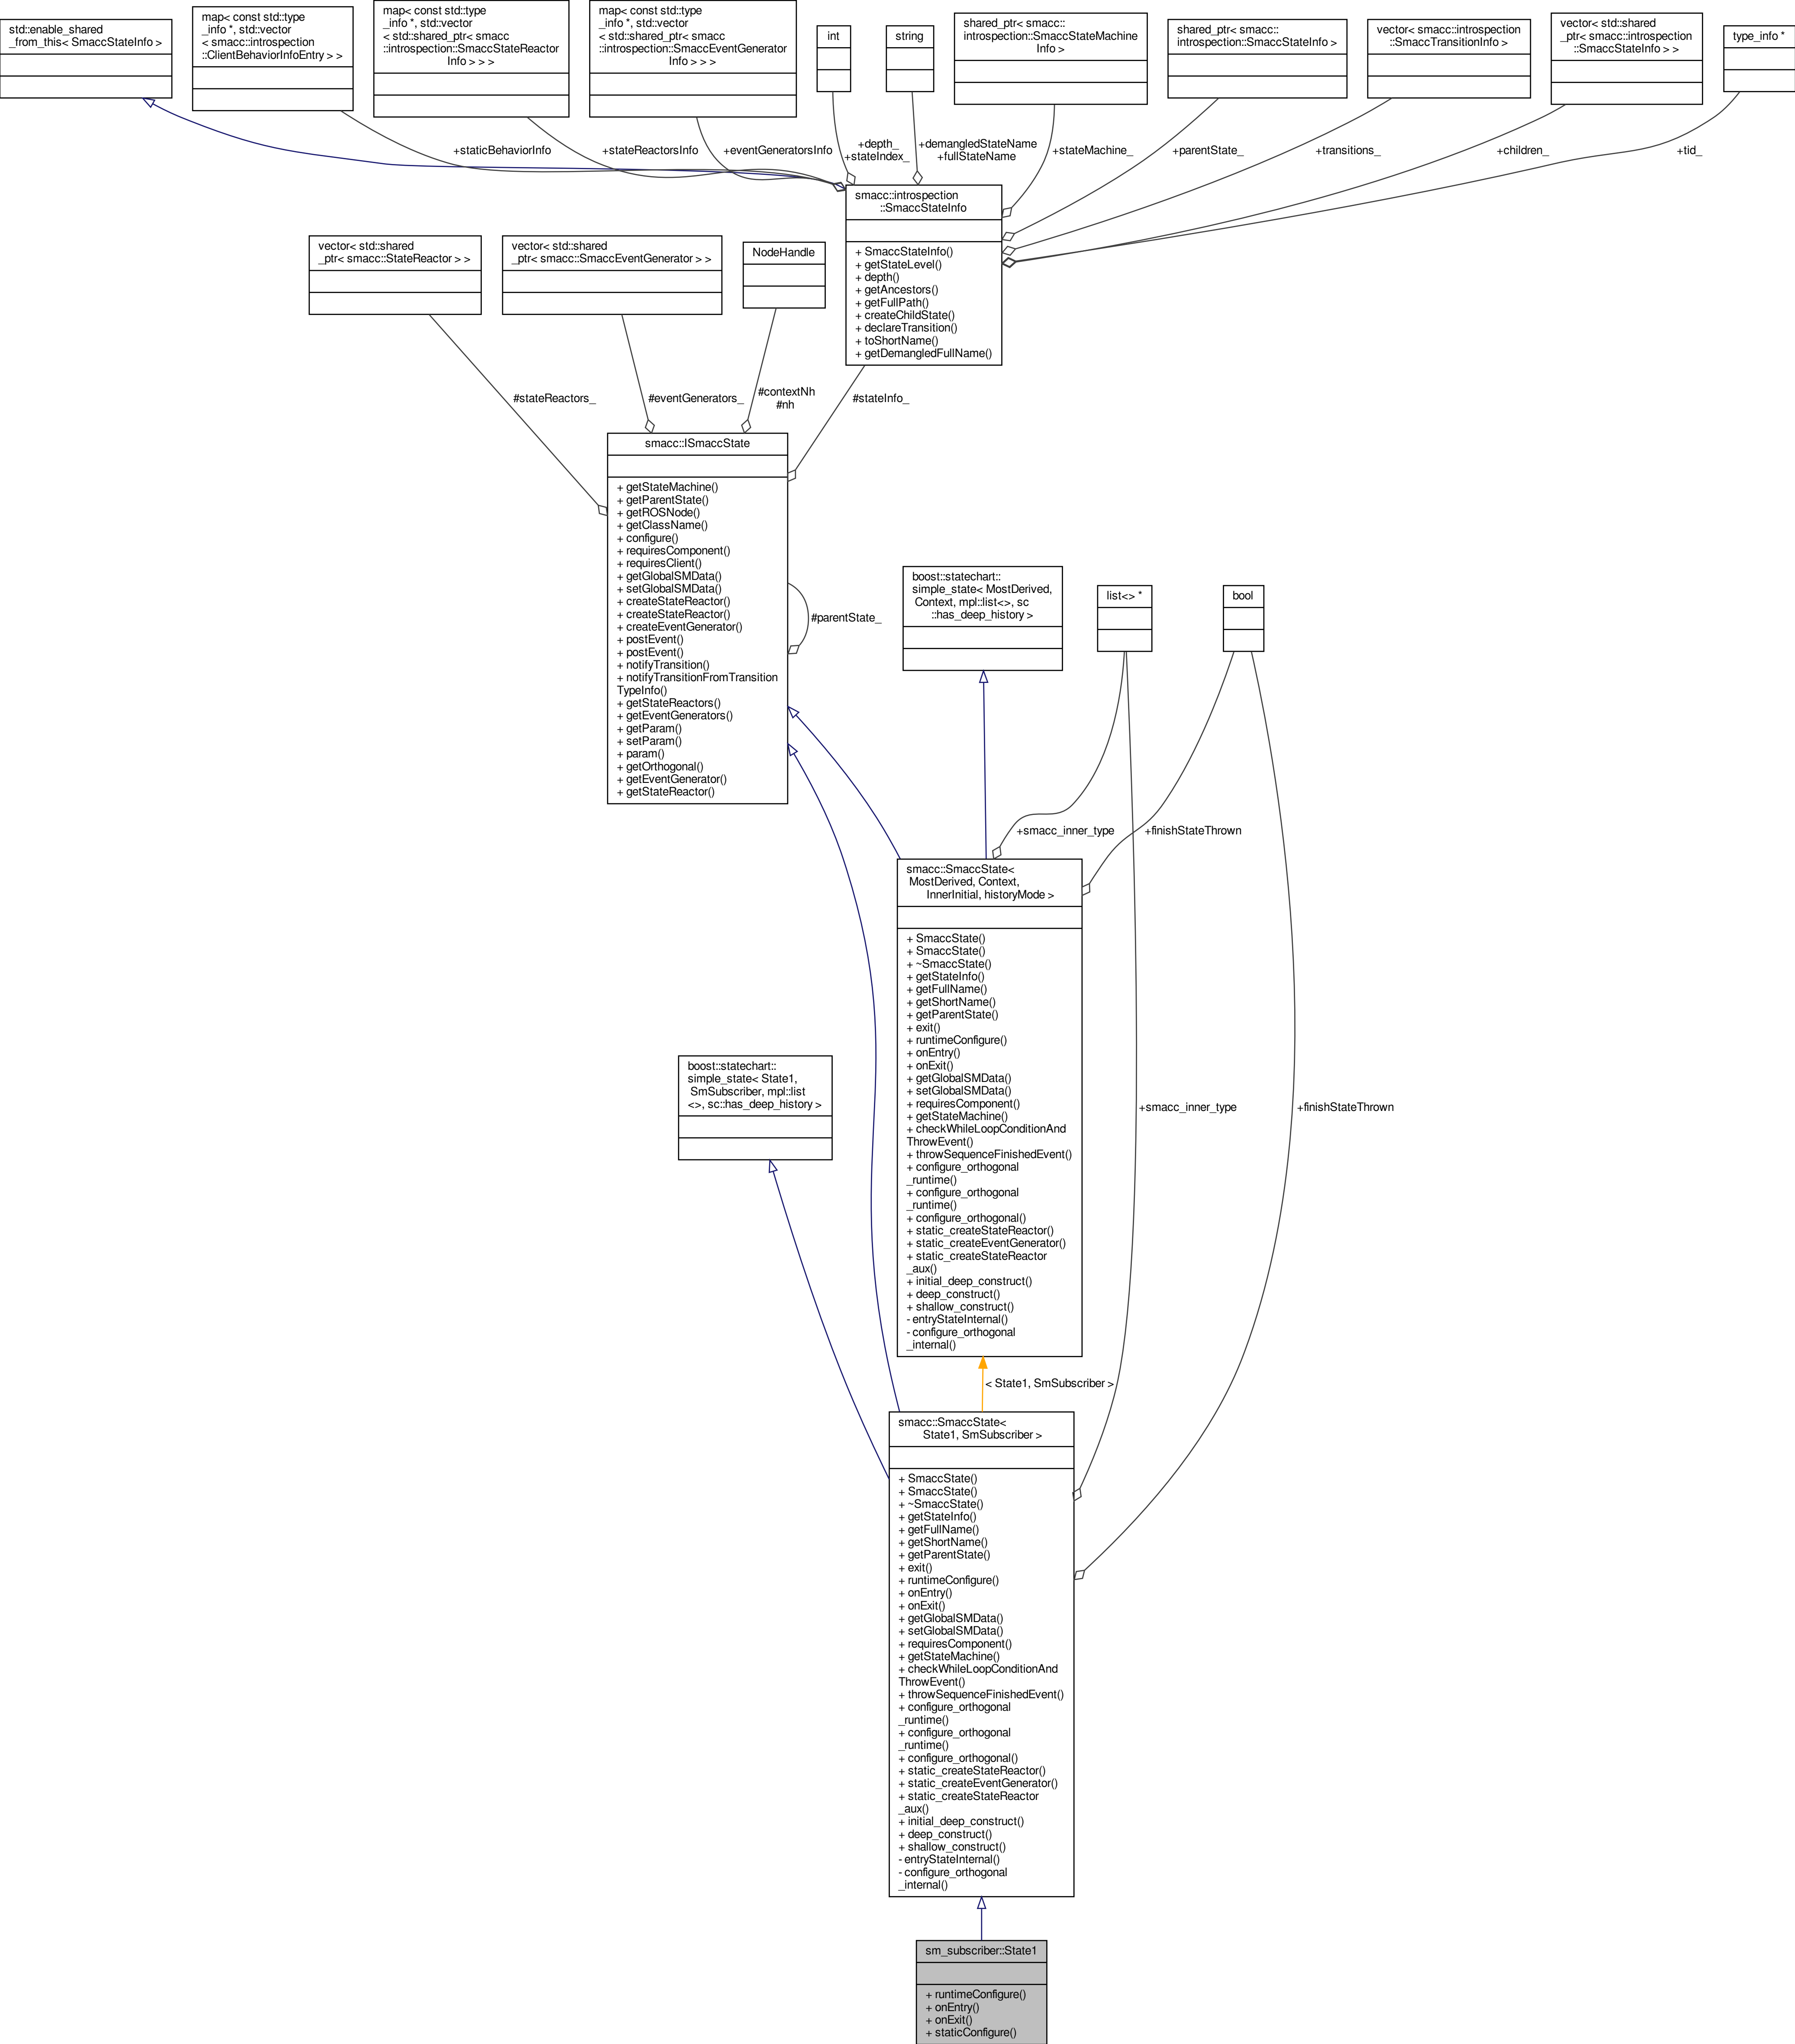 std::enable_shared
_from_this< SmaccStateInfo >
map< const std::type
_info *, std::vector
< smacc::introspection
::ClientBehaviorInfoEntry > >
map< const std::type
_info *, std::vector
< std::shared_ptr< smacc
::introspection::SmaccStateReactor
Info > > >
map< const std::type
_info *, std::vector
< std::shared_ptr< smacc
::introspection::SmaccEventGenerator
Info > > >
int
string
shared_ptr< smacc::
introspection::SmaccStateMachine
Info >
shared_ptr< smacc::
introspection::SmaccStateInfo >
vector< smacc::introspection
::SmaccTransitionInfo >
vector< std::shared
_ptr< smacc::introspection
::SmaccStateInfo > >
type_info *
+staticBehaviorInfo
+stateReactorsInfo
+eventGeneratorsInfo
+depth_
+stateIndex_
+demangledStateName
+fullStateName
+stateMachine_
+parentState_
+transitions_
+children_
+tid_
smacc::introspection
::SmaccStateInfo
+ SmaccStateInfo()
+ getStateLevel()
+ depth()
+ getAncestors()
+ getFullPath()
+ createChildState()
+ declareTransition()
+ toShortName()
+ getDemangledFullName()
vector< std::shared
_ptr< smacc::StateReactor > >
vector< std::shared
_ptr< smacc::SmaccEventGenerator > >
NodeHandle
#stateReactors_
#eventGenerators_
#contextNh
#nh
#stateInfo_
smacc::ISmaccState
+ getStateMachine()
+ getParentState()
+ getROSNode()
+ getClassName()
+ configure()
+ requiresComponent()
+ requiresClient()
+ getGlobalSMData()
+ setGlobalSMData()
+ createStateReactor()
+ createStateReactor()
+ createEventGenerator()
+ postEvent()
+ postEvent()
+ notifyTransition()
+ notifyTransitionFromTransition
TypeInfo()
+ getStateReactors()
+ getEventGenerators()
+ getParam()
+ setParam()
+ param()
+ getOrthogonal()
+ getEventGenerator()
+ getStateReactor()
#parentState_
boost::statechart::
simple_state< MostDerived,
Context, mpl::list<>, sc
::has_deep_history >
list<> *
bool
+smacc_inner_type
+finishStateThrown
smacc::SmaccState<
MostDerived, Context,
InnerInitial, historyMode >
+ SmaccState()
+ SmaccState()
+ ~SmaccState()
+ getStateInfo()
+ getFullName()
+ getShortName()
+ getParentState()
+ exit()
+ runtimeConfigure()
+ onEntry()
+ onExit()
+ getGlobalSMData()
+ setGlobalSMData()
+ requiresComponent()
+ getStateMachine()
+ checkWhileLoopConditionAnd
ThrowEvent()
+ throwSequenceFinishedEvent()
+ configure_orthogonal
_runtime()
+ configure_orthogonal
_runtime()
+ configure_orthogonal()
+ static_createStateReactor()
+ static_createEventGenerator()
+ static_createStateReactor
_aux()
+ initial_deep_construct()
+ deep_construct()
+ shallow_construct()
- entryStateInternal()
- configure_orthogonal
_internal()
boost::statechart::
simple_state< State1,
SmSubscriber, mpl::list
<>, sc::has_deep_history >
+smacc_inner_type
+finishStateThrown
< State1, SmSubscriber >
smacc::SmaccState<
State1, SmSubscriber >
+ SmaccState()
+ SmaccState()
+ ~SmaccState()
+ getStateInfo()
+ getFullName()
+ getShortName()
+ getParentState()
+ exit()
+ runtimeConfigure()
+ onEntry()
+ onExit()
+ getGlobalSMData()
+ setGlobalSMData()
+ requiresComponent()
+ getStateMachine()
+ checkWhileLoopConditionAnd
ThrowEvent()
+ throwSequenceFinishedEvent()
+ configure_orthogonal
_runtime()
+ configure_orthogonal
_runtime()
+ configure_orthogonal()
+ static_createStateReactor()
+ static_createEventGenerator()
+ static_createStateReactor
_aux()
+ initial_deep_construct()
+ deep_construct()
+ shallow_construct()
- entryStateInternal()
- configure_orthogonal
_internal()
sm_subscriber::State1
+ runtimeConfigure()
+ onEntry()
+ onExit()
+ staticConfigure()